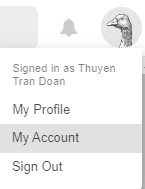 Signed in as Thuyen
Tran Doan
My Profile
My Account
Sign Out